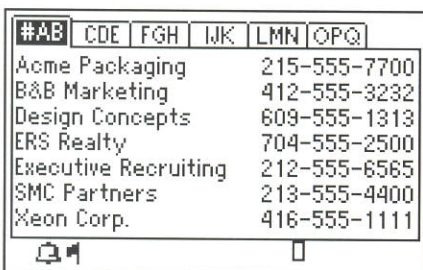 #AB CDE FGH IJK LMN OPQ
Acme Packaging 215-555-7700
B&B Marketing 412-555-3232
Design Concepts 609-555-1313
ERS Realty 704-555-2500
Executive Recruiting 212-555-6565
SMC Partners 213-555-4400
Xeon Corp. 416-555-1111